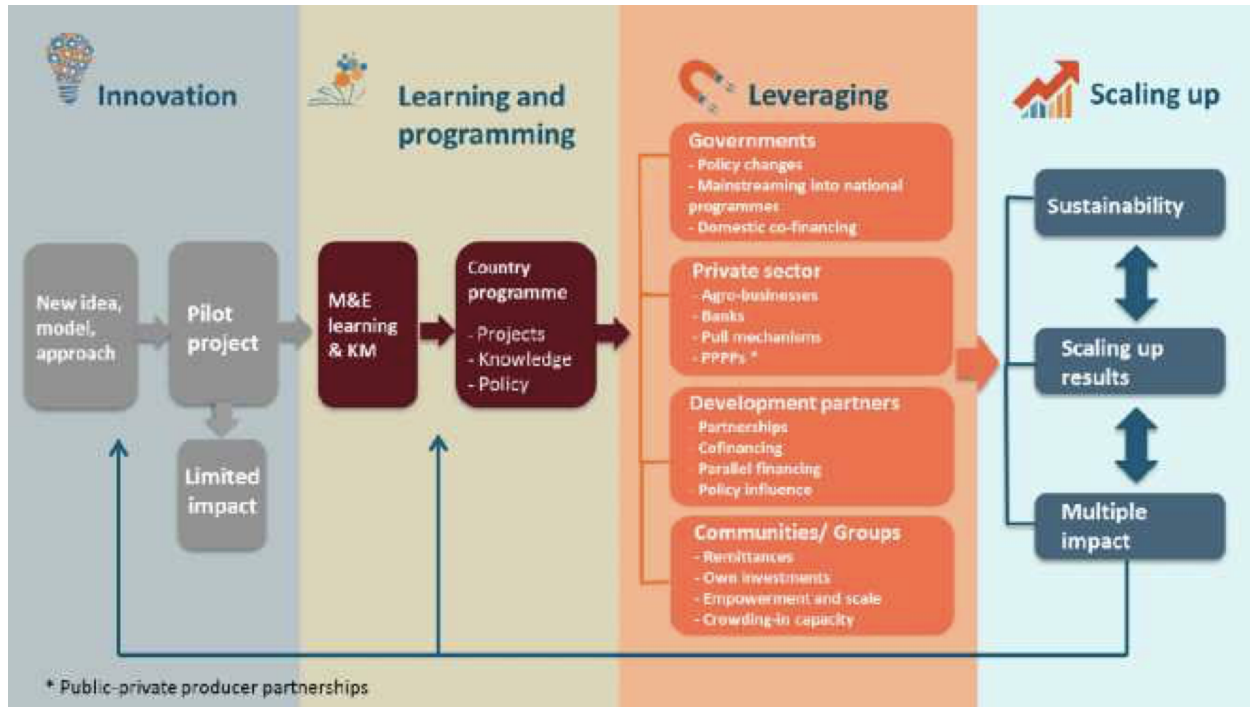 Innovation
New idea,
model,
approach
Pilot
project
Limited
impact
Learning and
programming
M&E
learning
& KM
Country
programme
- Projects
- Knowledge
- Policy
Leveraging
Governments
- Policy changes
- Mainstreaming into national
programmes
- Domestic co-financing
Private sector
- Agro-businesses
- Banks
- Pull mechanisms
- PPPPs *
Development partners
- Partnerships
- Cofinancing
- Parallel financing
- Policy influence
Communities/ Groups
- Remittances
- Own investments
- Empowerment and scale
- Crowding-in capacity
Scaling up
Sustainability
Scaling up
results
Multiple
impact
* Public-private producer partnerships